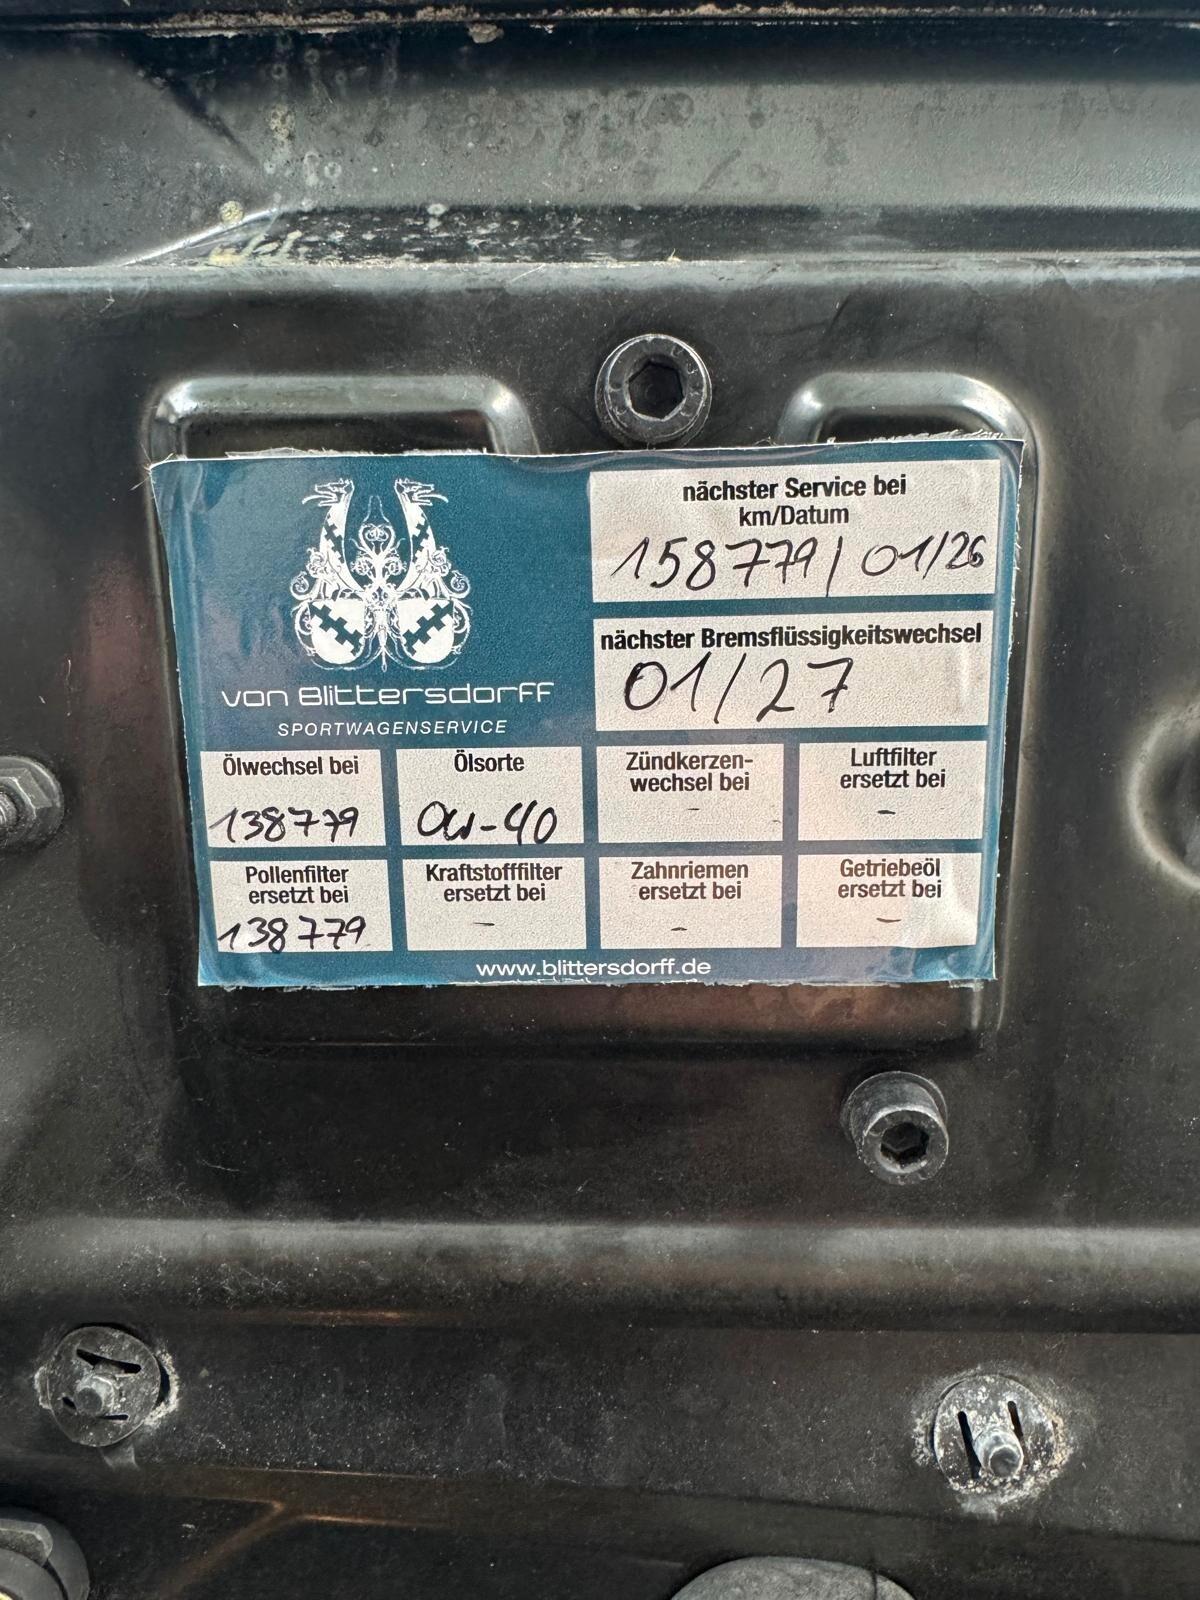 nächster Service bei
km/Datum
158779/01/26
nächster Bremsflüssigkeitswechsel
01/27
von Blittersdorff
SPORTWAGENSERVICE
Ölwechsel bei
138779
Ölsorte
0W-40
Zündkerzen-
wechsel bei
-
Luftfilter
ersetzt bei
-
Pollenfilter
ersetzt bei
138779
Kraftstofffilter
ersetzt bei
-
Zahnriemen
ersetzt bei
-
Getriebeöl
ersetzt bei
-
www.blittersdorff.de